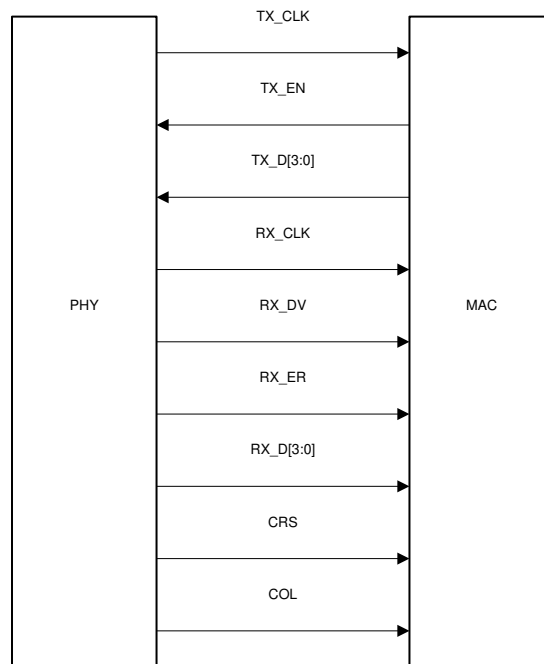 TX_CLK
TX_EN
TX_D[3:0]
RX_CLK
PHY
RX_DV
MAC
RX_ER
RX_D[3:0]
CRS
COL